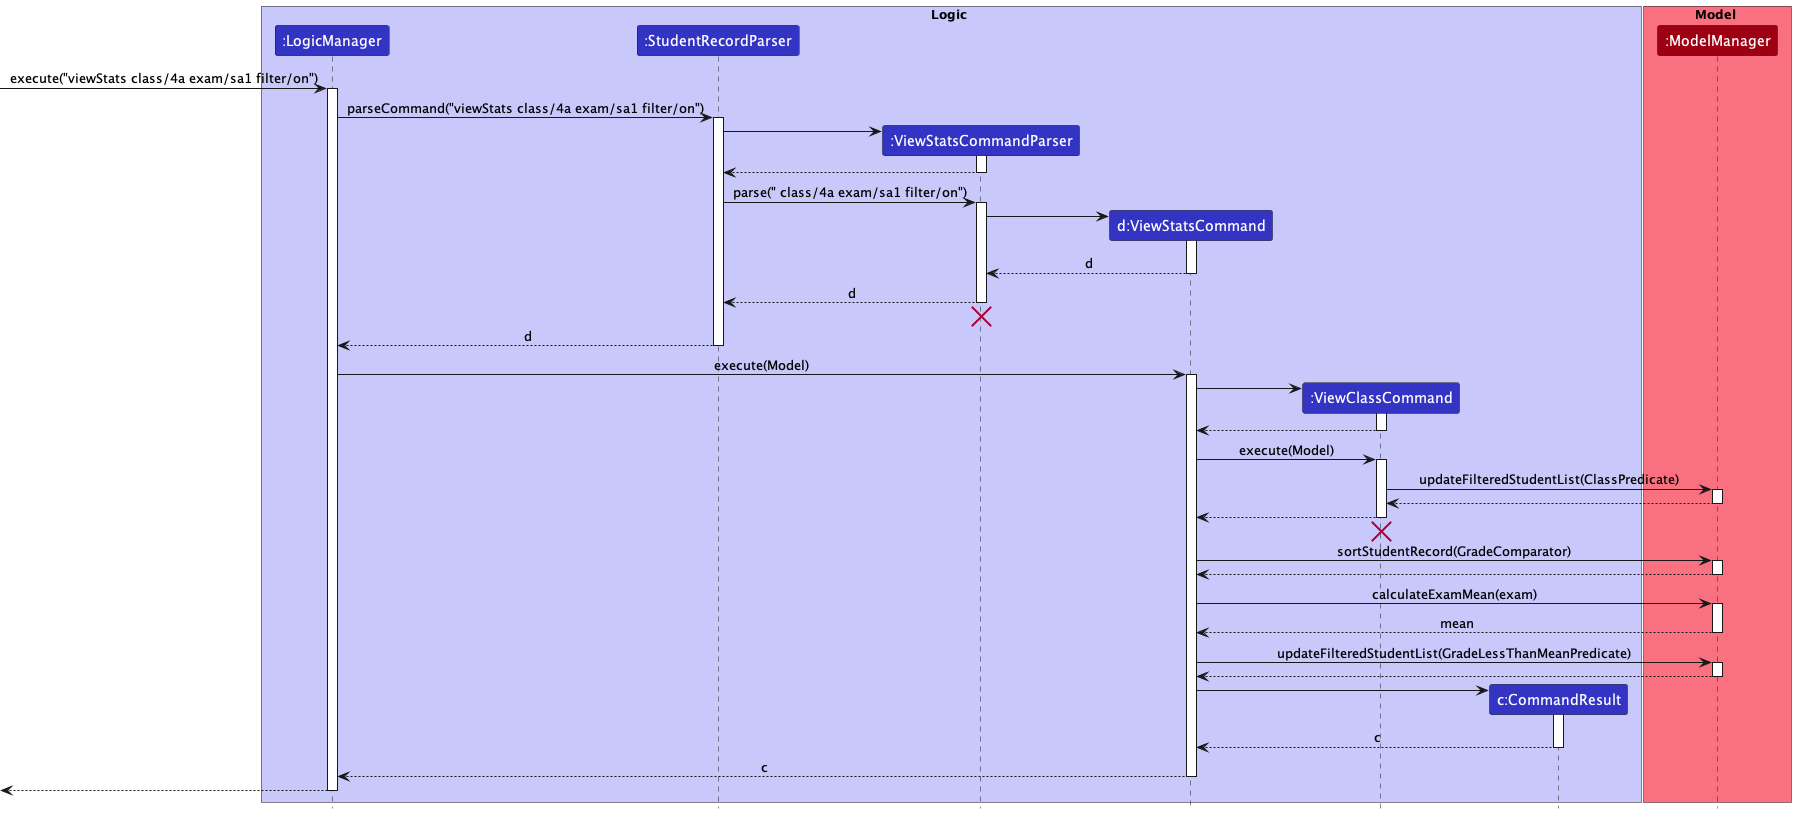 Logic
Model
:LogicManager
:StudentRecordParser
:ModelManager
execute("viewStats class/4a exam/sa1 filter/on")
parseCommand("viewStats class/4a exam/sa1 filter/on")
:ViewStatsCommandParser
parse(" class/4a exam/sa1 filter/on")
d:ViewStatsCommand
d
d
d
execute(Model)
:ViewClassCommand
execute(Model)
updateFilteredStudentList(ClassPredicate)
sortStudentRecord(GradeComparator)
calculateExamMean(exam)
mean
updateFilteredStudentList(GradeLessThanMeanPredicate)
c:CommandResult
c
c